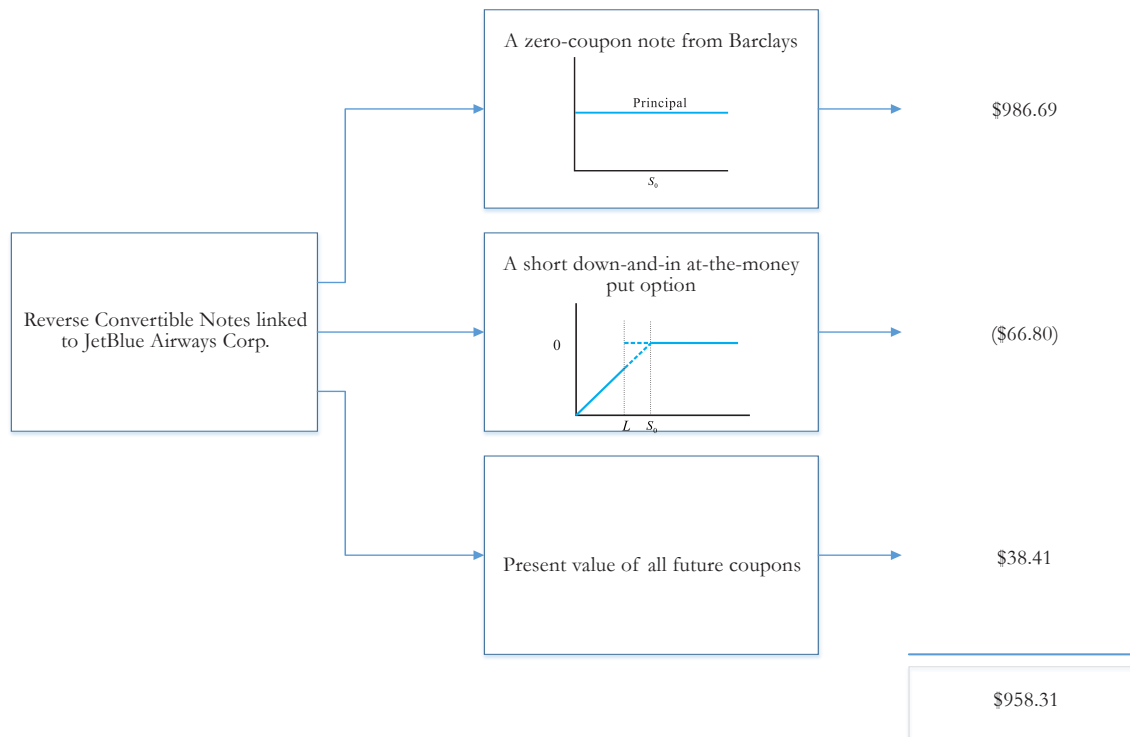 A zero-coupon note from Barclays
Principal
S₀
$986.69
Reverse Convertible Notes linked
to JetBlue Airways Corp.
A short down-and-in at-the-money
put option
0
L S₀
($66.80)
Present value of all future coupons
$38.41
$958.31